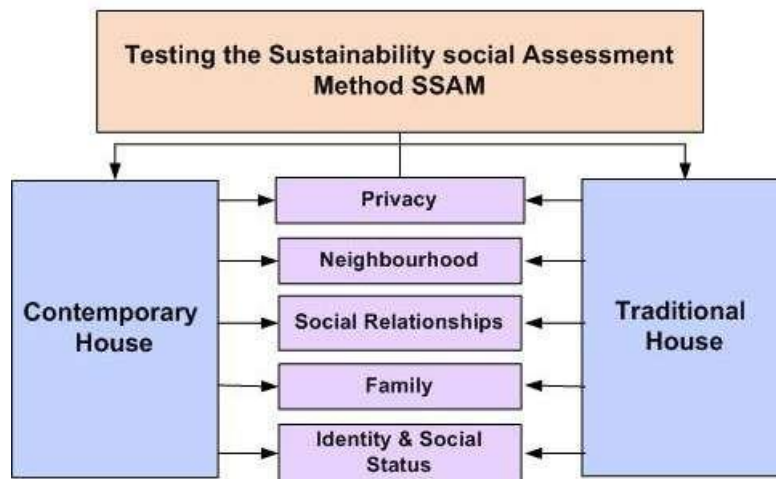 Testing the Sustainability social Assessment
Method SSAM
Privacy
Neighbourhood
Contemporary
House
Social Relationships
Traditional
House
Family
Identity & Social
Status